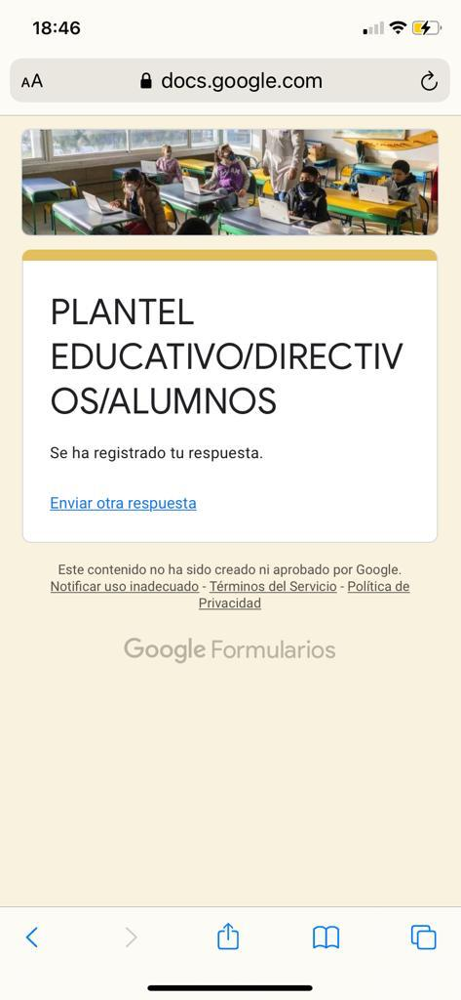 18:46
AA
docs.google.com
PLANTEL
EDUCATIVO/DIRECTIV
OS/ALUMNOS
Se ha registrado tu respuesta.
Enviar otra respuesta
Este contenido no ha sido creado ni aprobado por Google.
Notificar uso inadecuado - Términos del Servicio - Política de
Privacidad
Google Formularios